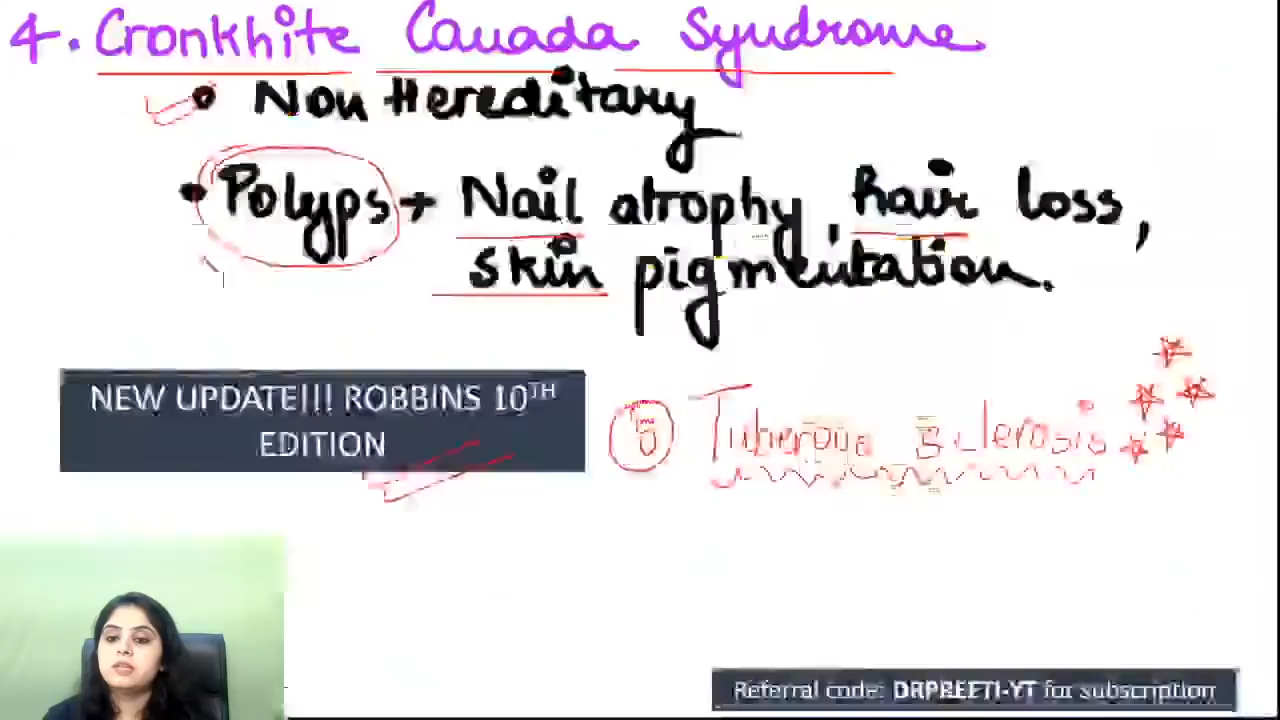 4. Cronkhite Canada Syndrome
• Non Hereditary
• Polyps + Nail atrophy, hair loss,
skin pigmentation.
NEW UPDATE!!! ROBBINS 10TH
EDITION
Tuberous sclerosis
Referral code: DRPREETI-YT for subscription